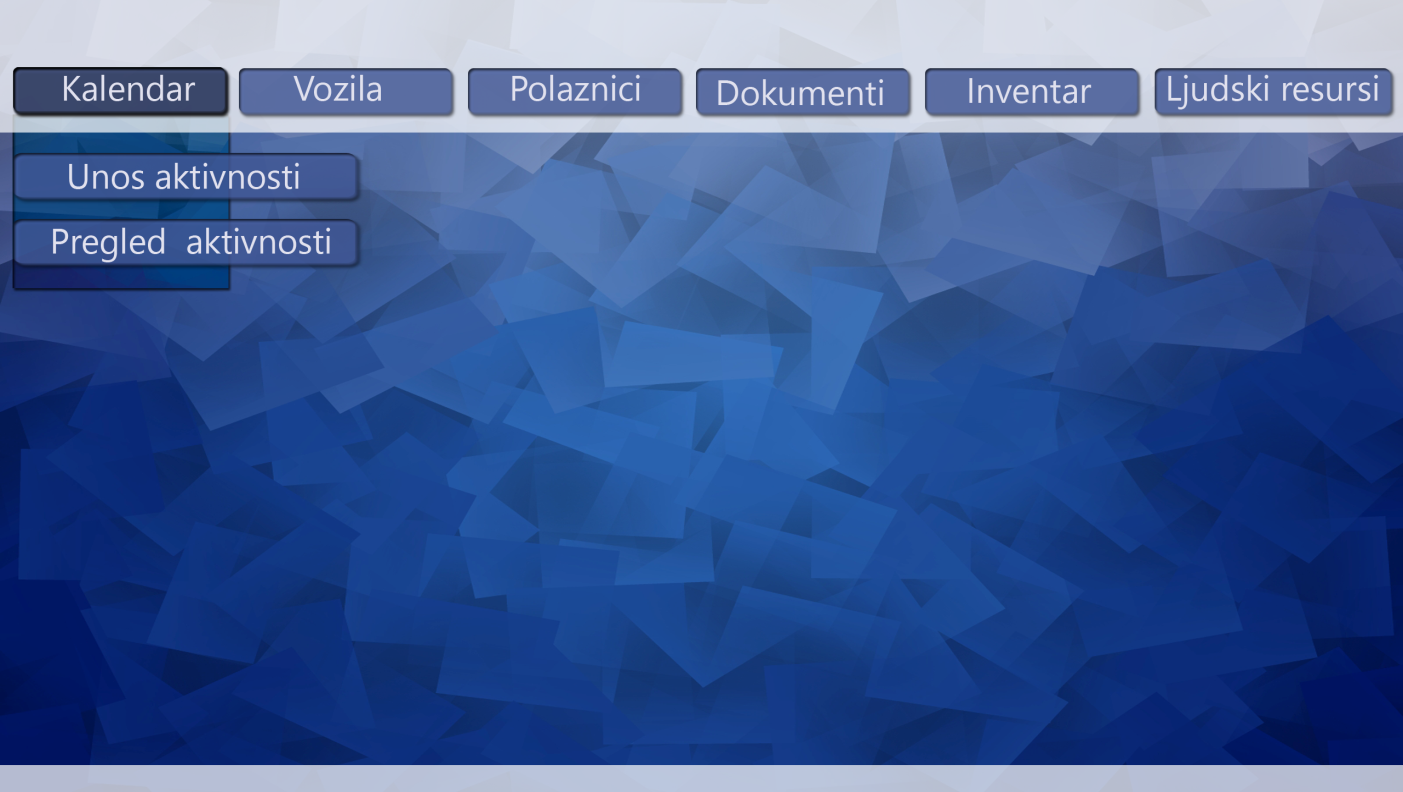 Kalendar
Vozila
Polaznici
Dokumenti
Inventar
Ljudski resursi
Unos aktivnosti
Pregled  aktivnosti